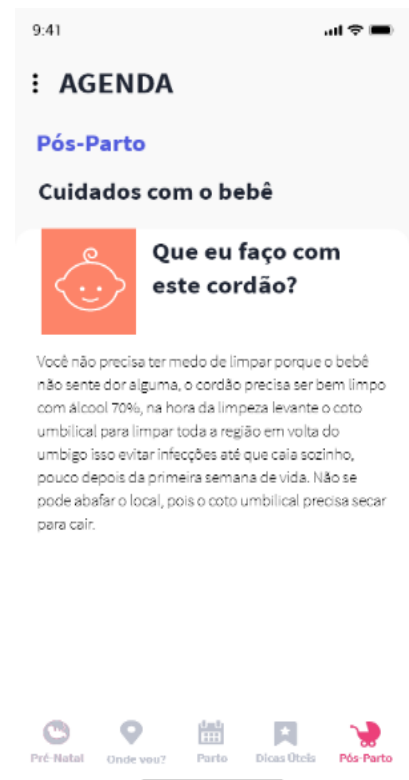 9:41
AGENDA
Pós-Parto
Cuidados com o bebê
Que eu faço com
este cordão?
Você não precisa ter medo de limpar porque o bebê
não sente dor alguma, o cordão precisa ser bem limpo
com álcool 70%, na hora da limpeza levante o coto
umbilical para limpar toda a região em volta do
umbigo isso evitar infecções até que caia sozinho,
pouco depois da primeira semana de vida. Não se
pode abafar o local, pois o coto umbilical precisa secar
para cair.
Pré-Natal Onde vou? Parto Dicas Úteis Pós-Parto